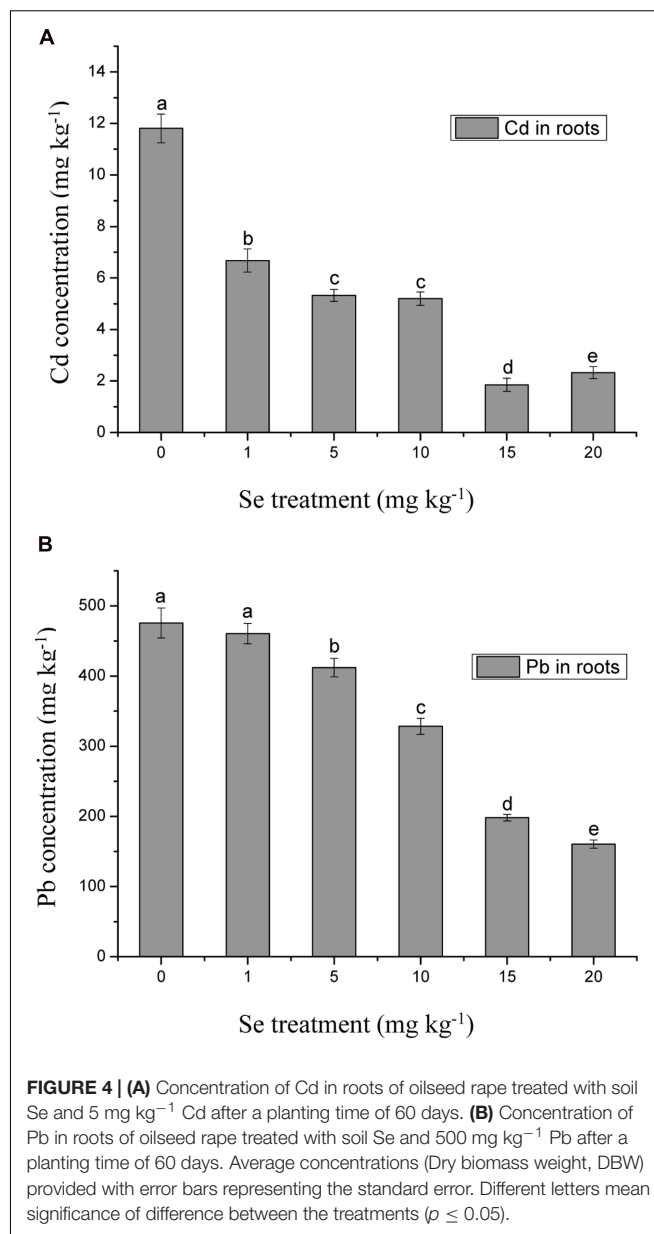 A
14
12
10
8
6
4
2
0
Cd concentration (mg kg⁻¹)
Cd in roots
a
b
c
c
d
e
0 1 5 10 15 20
Se treatment (mg kg⁻¹)
B
500
400
300
200
100
0
Pb concentration (mg kg⁻¹)
Pb in roots
a
a
b
c
d
e
0 1 5 10 15 20
Se treatment (mg kg⁻¹)
FIGURE 4 | (A) Concentration of Cd in roots of oilseed rape treated with soil
Se and 5 mg kg⁻¹ Cd after a planting time of 60 days. (B) Concentration of
Pb in roots of oilseed rape treated with soil Se and 500 mg kg⁻¹ Pb after a
planting time of 60 days. Average concentrations (Dry biomass weight, DBW)
provided with error bars representing the standard error. Different letters mean
significance of difference between the treatments (p ≤ 0.05).